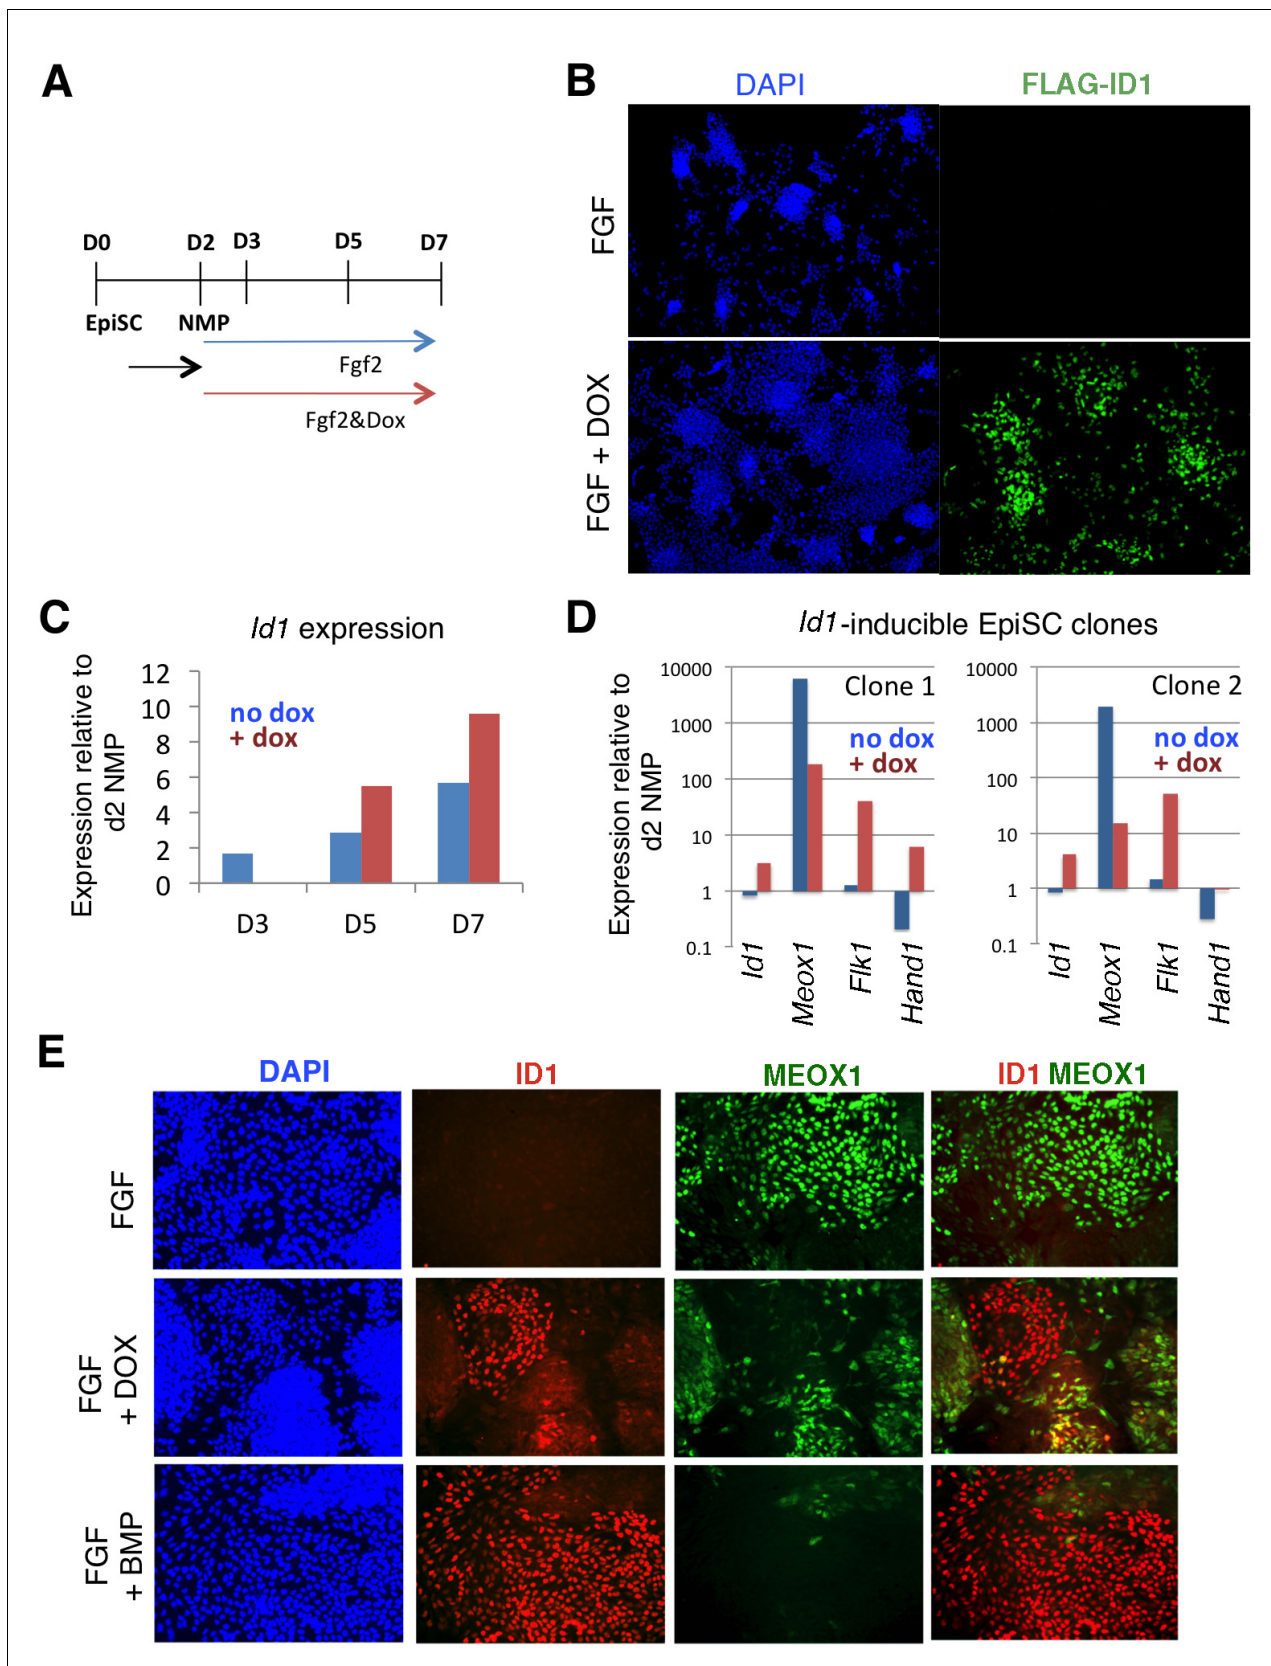 A
D0 D2 D3 D5 D7
EpiSC NMP
Fgf2
Fgf2&Dox
B
DAPI FLAG-ID1
FGF
FGF + DOX
C
Id1 expression
Expression relative to
d2 NMP
12
10
8
6
4
2
0
no dox
+ dox
D3 D5 D7
D
Id1-inducible EpiSC clones
Expression relative to
d2 NMP
10000
1000
100
10
1
0.1
Clone 1
no dox
+ dox
Id1 Meox1 Flk1 Hand1
10000
1000
100
10
1
0.1
Clone 2
no dox
+ dox
Id1 Meox1 Flk1 Hand1
E
DAPI ID1 MEOX1 ID1 MEOX1
FGF
FGF
+ DOX
FGF
+ BMP